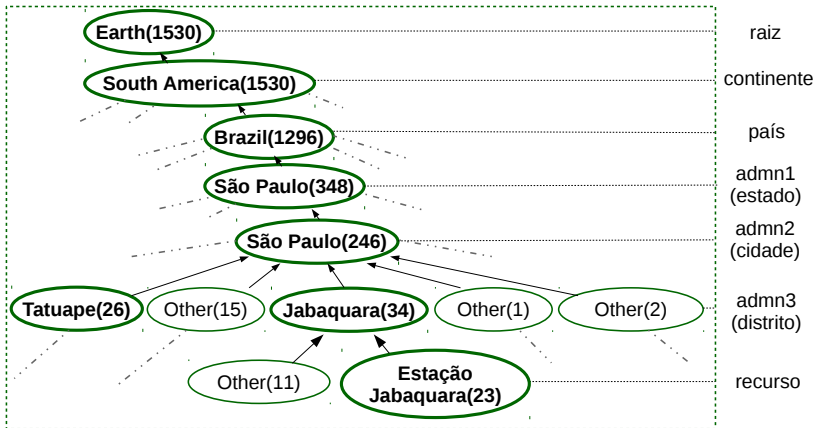 Earth(1530)
raiz
South America(1530)
continente
Brazil(1296)
país
São Paulo(348)
admn1
(estado)
São Paulo(246)
admn2
(cidade)
Tatuape(26)
Other(15)
Jabaquara(34)
Other(1)
Other(2)
admn3
(distrito)
Other(11)
Estação
Jabaquara(23)
recurso